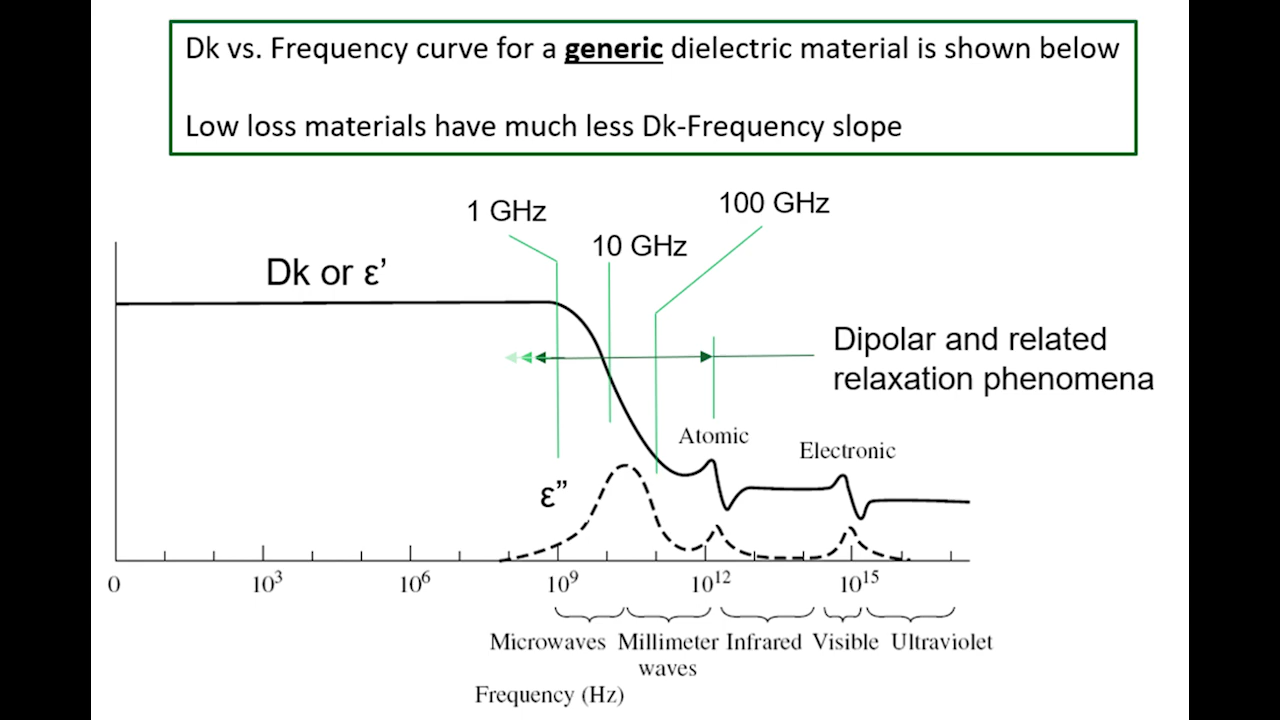 Dk vs. Frequency curve for a generic dielectric material is shown below
Low loss materials have much less Dk-Frequency slope
1 GHz
100 GHz
10 GHz
Dk or ε’
Dipolar and related
relaxation phenomena
Atomic
Electronic
ε”
0 10³ 10⁶ 10⁹ 10¹² 10¹⁵
Microwaves Millimeter Infrared Visible Ultraviolet
waves
Frequency (Hz)